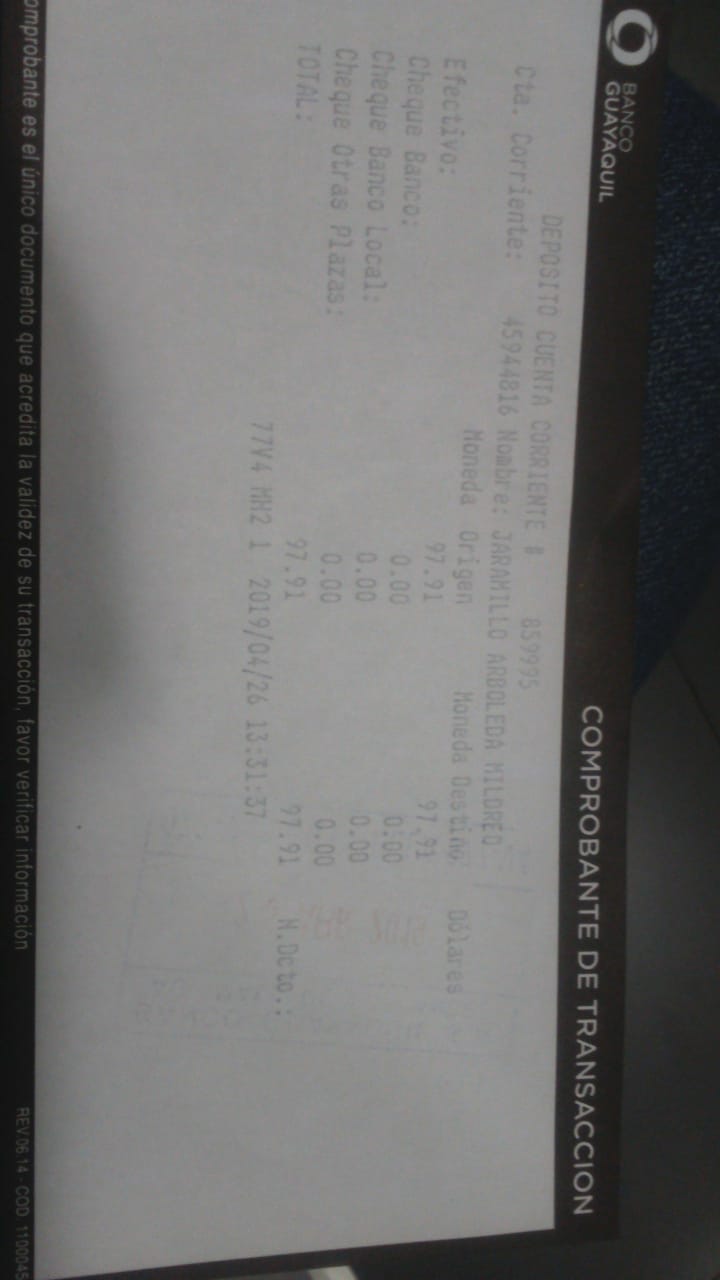 BANCO
GUAYAQUIL
COMPROBANTE DE TRANSACCION
DEPOSITO CUENTA CORRIENTE # 859995
Cta. Corriente: 45944816 Nombre: JARAMILLO ARBOLEDA MILDRED
Moneda Origen Moneda Destino Dólares
Efectivo: 97.91 97.91
Cheque Banco: 0.00 0.00
Cheque Banco Local: 0.00 0.00
Cheque Otras Plazas: 0.00 0.00
TOTAL: 97.91 97.91 N.Dcto.:
77V4 MH2 1 2019/04/26 13:31:37
omprobante es el único documento que acredita la validez de su transacción, favor verificar información
REV.06.14 - COD. 1100045